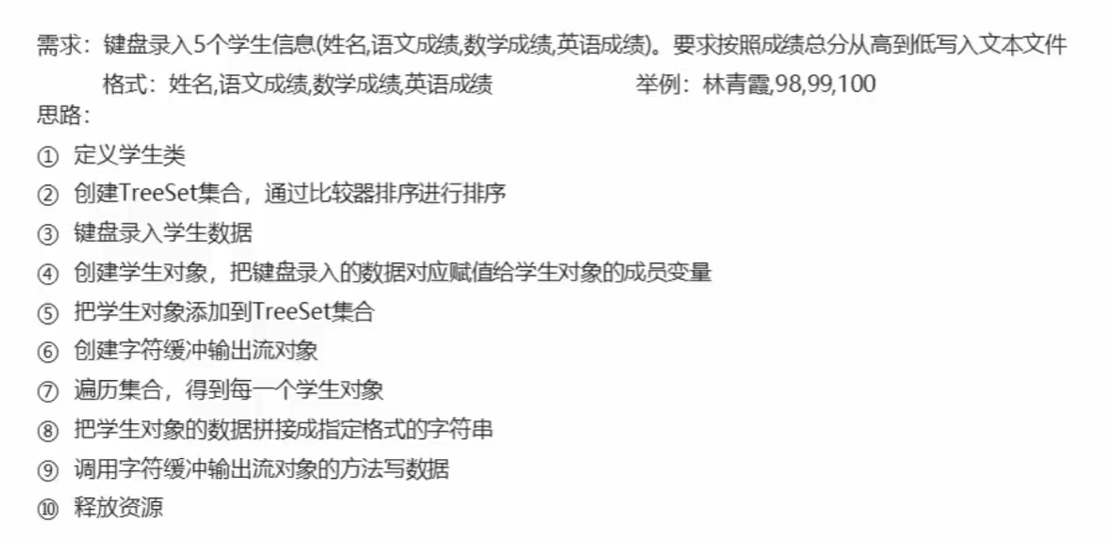 需求：键盘录入5个学生信息(姓名,语文成绩,数学成绩,英语成绩)。要求按照成绩总分从高到低写入文本文件
格式：姓名,语文成绩,数学成绩,英语成绩 举例：林青霞,98,99,100
思路：
① 定义学生类
② 创建TreeSet集合，通过比较器排序进行排序
③ 键盘录入学生数据
④ 创建学生对象，把键盘录入的数据对应赋值给学生对象的成员变量
⑤ 把学生对象添加到TreeSet集合
⑥ 创建字符缓冲输出流对象
⑦ 遍历集合，得到每一个学生对象
⑧ 把学生对象的数据拼接成指定格式的字符串
⑨ 调用字符缓冲输出流对象的方法写数据
⑩ 释放资源